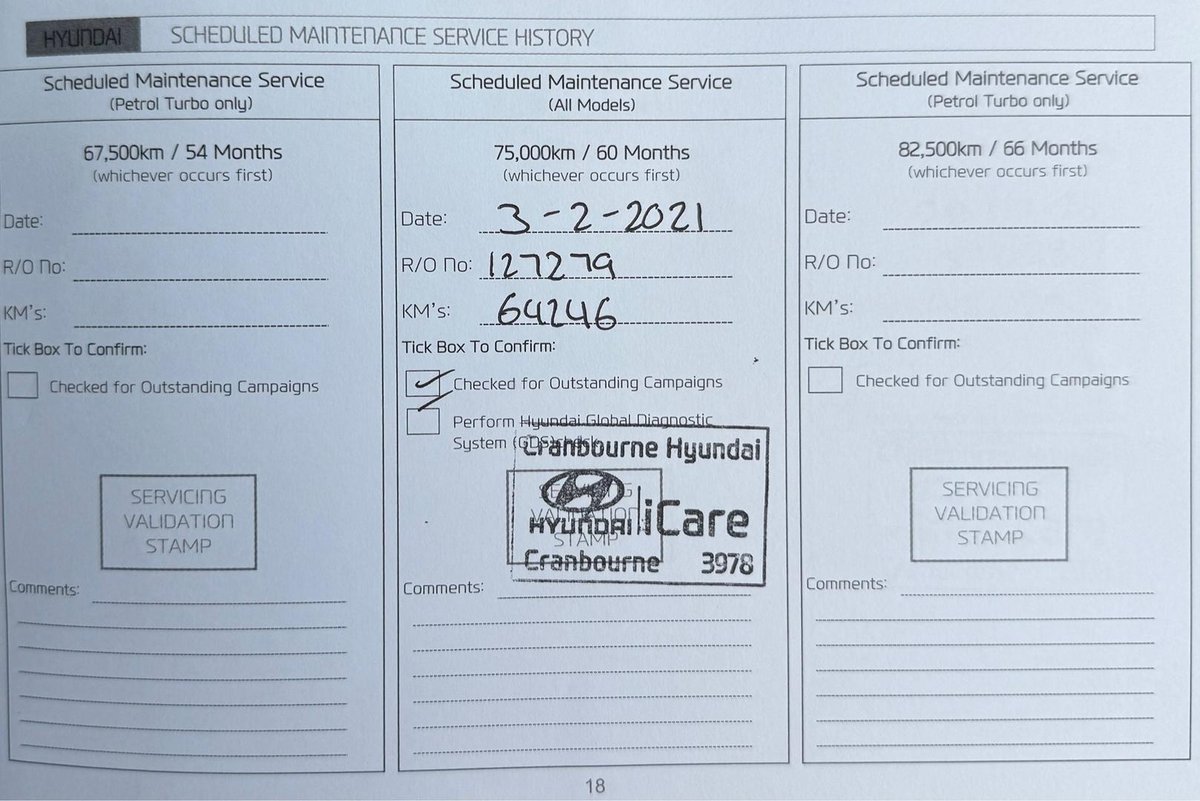 HYUNDAI SCHEDULED MAINTENANCE SERVICE HISTORY
Scheduled Maintenance Service
(Petrol Turbo only)
67,500km / 54 Months
(whichever occurs first)
Date:
R/O No:
KM's:
Tick Box To Confirm:
Checked for Outstanding Campaigns
SERVICING
VALIDATION
STAMP
Comments:
Scheduled Maintenance Service
(All Models)
75,000km / 60 Months
(whichever occurs first)
Date: 3-2-2021
R/O No: 127279
KM's: 64246
Tick Box To Confirm:
Checked for Outstanding Campaigns
Perform Hyundai Global Diagnostic
System (GDS) check
Cranbourne Hyundai
SERVICING
VALIDATION
STAMP
HYUNDAI iCare
Cranbourne 3978
Comments:
Scheduled Maintenance Service
(Petrol Turbo only)
82,500km / 66 Months
(whichever occurs first)
Date:
R/O No:
KM's:
Tick Box To Confirm:
Checked for Outstanding Campaigns
SERVICING
VALIDATION
STAMP
Comments:
18